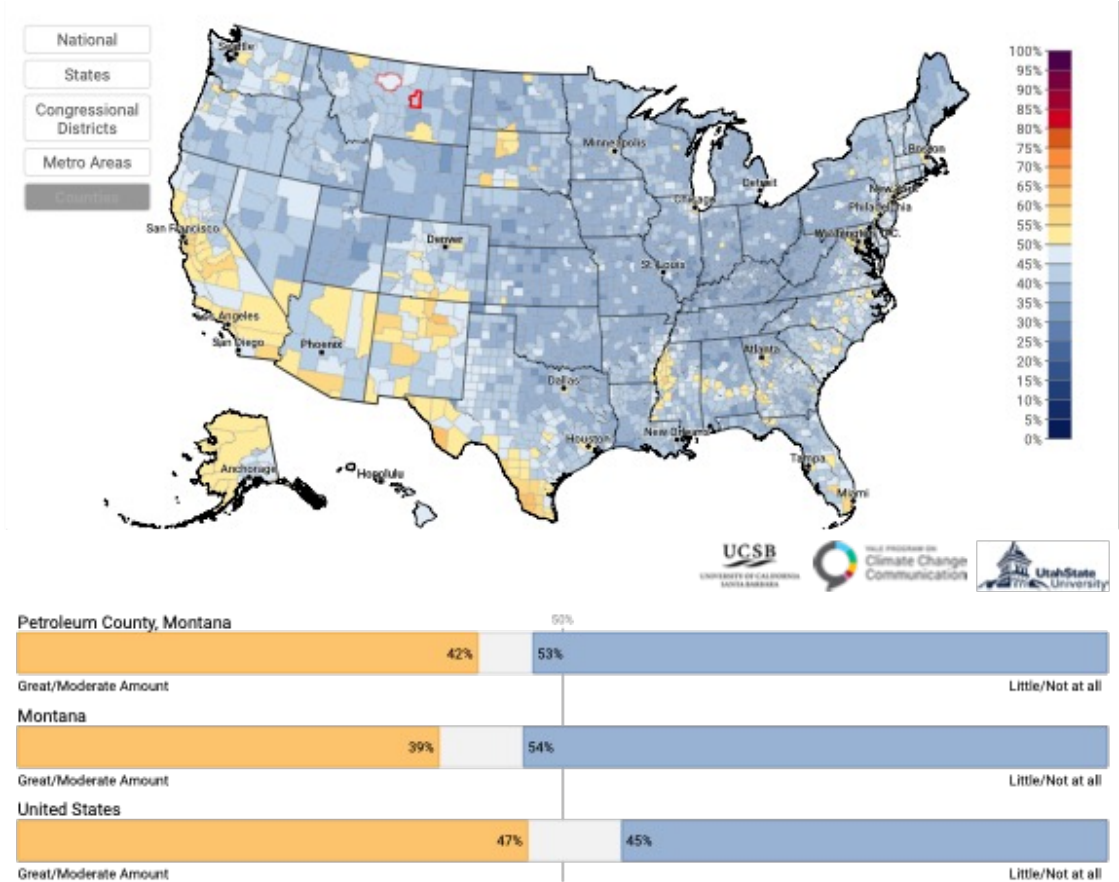 National
States
Congressional
Districts
Metro Areas
Counties
Seattle
Minneapolis
Boston
Detroit
New York
Chicago
Philadelphia
San Francisco
Denver
Washington, D.C.
St. Louis
Los Angeles
San Diego
Phoenix
Atlanta
Dallas
Houston
New Orleans
Tampa
Anchorage
Honolulu
Miami
100%
95%
90%
85%
80%
75%
70%
65%
60%
55%
50%
45%
40%
35%
30%
25%
20%
15%
10%
5%
0%
UCSB
UNIVERSITY OF CALIFORNIA
SANTA BARBARA
YALE PROGRAM ON
Climate Change
Communication
UtahState
University
Petroleum County, Montana
50%
42% 53%
Great/Moderate Amount Little/Not at all
Montana
39% 54%
Great/Moderate Amount Little/Not at all
United States
47% 45%
Great/Moderate Amount Little/Not at all